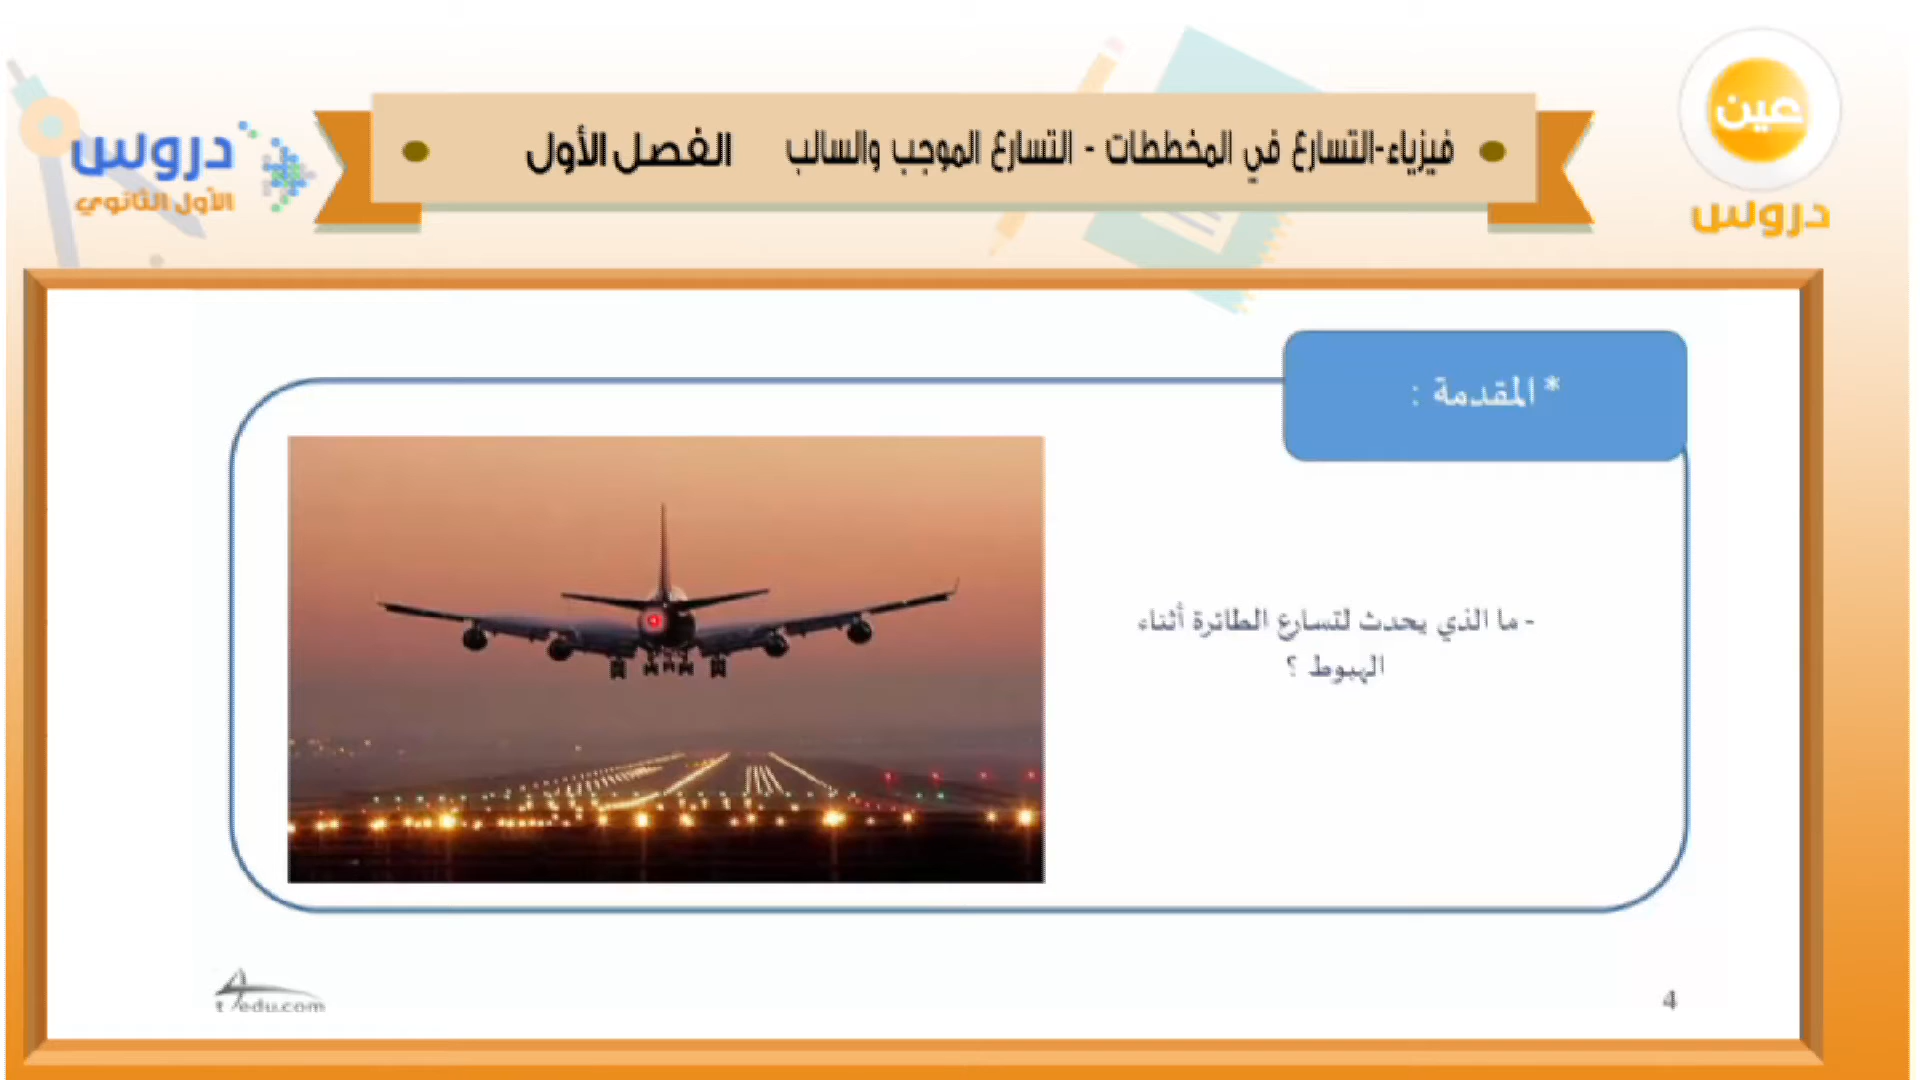 عين
دروس
فيزياء-التسارع في المخططات - التسارع الموجب والسالب الفصل الأول
دروس
الأول الثانوي
* المقدمة :
- ما الذي يحدث لتسارع الطائرة أثناء
الهبوط ؟
t4edu.com
4